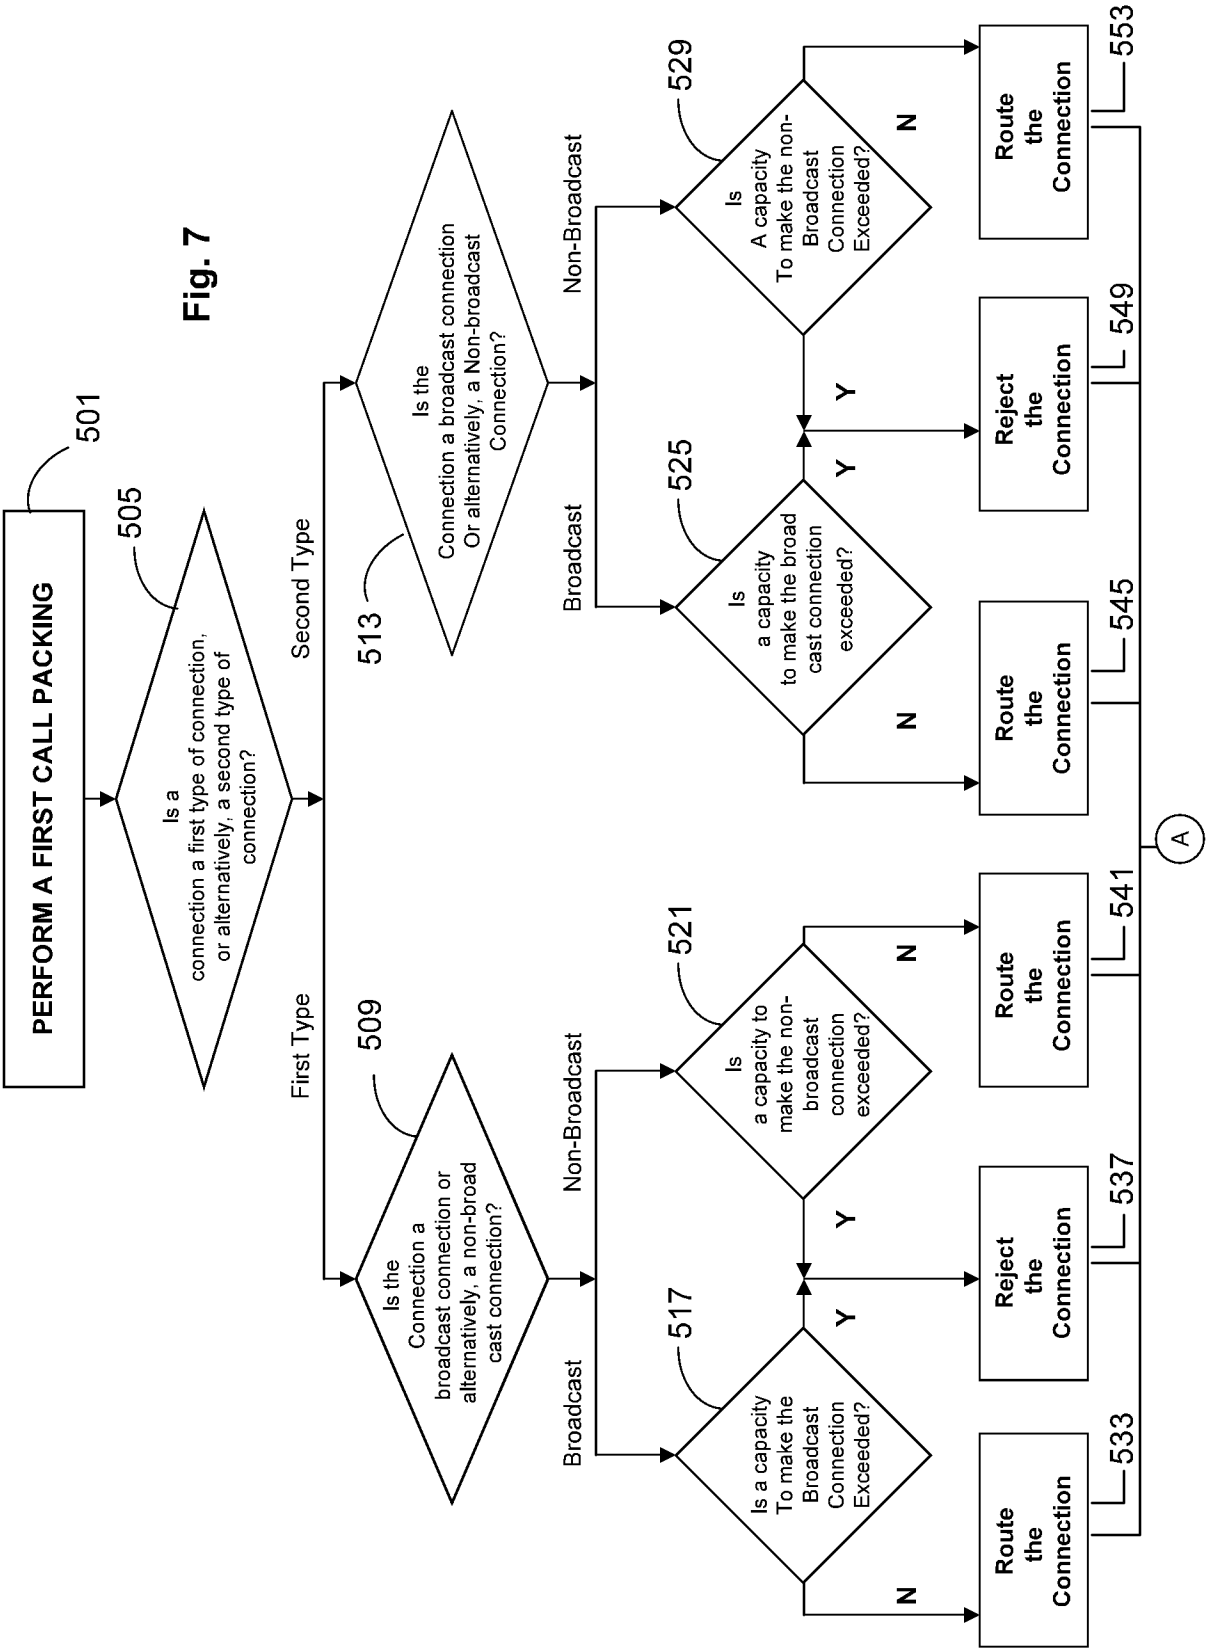 Fig. 7
PERFORM A FIRST CALL PACKING
501
505
Is a
connection a first type of connection,
or alternatively, a second type of
connection?
First Type
Second Type
509
Is the
Connection a
broadcast connection or
alternatively, a non-broad
cast connection?
513
Is the
Connection a broadcast connection
Or alternatively, a Non-broadcast
Connection?
Broadcast
Non-Broadcast
Broadcast
Non-Broadcast
517
Is a capacity
To make the
Broadcast
Connection
Exceeded?
521
Is
a capacity to
make the non-
broadcast
connection
exceeded?
525
Is
a capacity
to make the broad
cast connection
exceeded?
529
Is
A capacity
To make the non-
Broadcast
Connection
Exceeded?
N
Y
Y
N
N
Y
Y
N
Route
the
Connection
533
Reject
the
Connection
537
Route
the
Connection
541
Route
the
Connection
545
Reject
the
Connection
549
Route
the
Connection
553
A